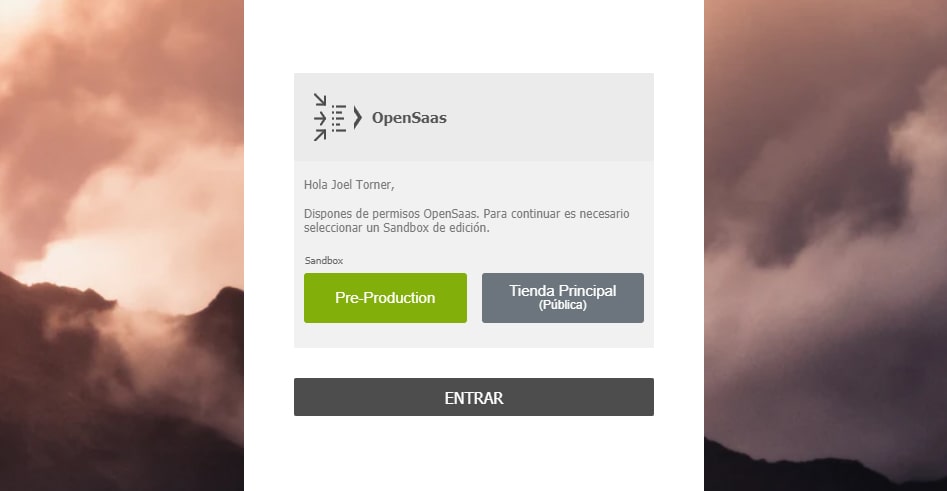 OpenSaas
Hola Joel Torner,
Dispones de permisos OpenSaas. Para continuar es necesario
seleccionar un Sandbox de edición.
Sandbox
Pre-Production
Tienda Principal
(Pública)
ENTRAR